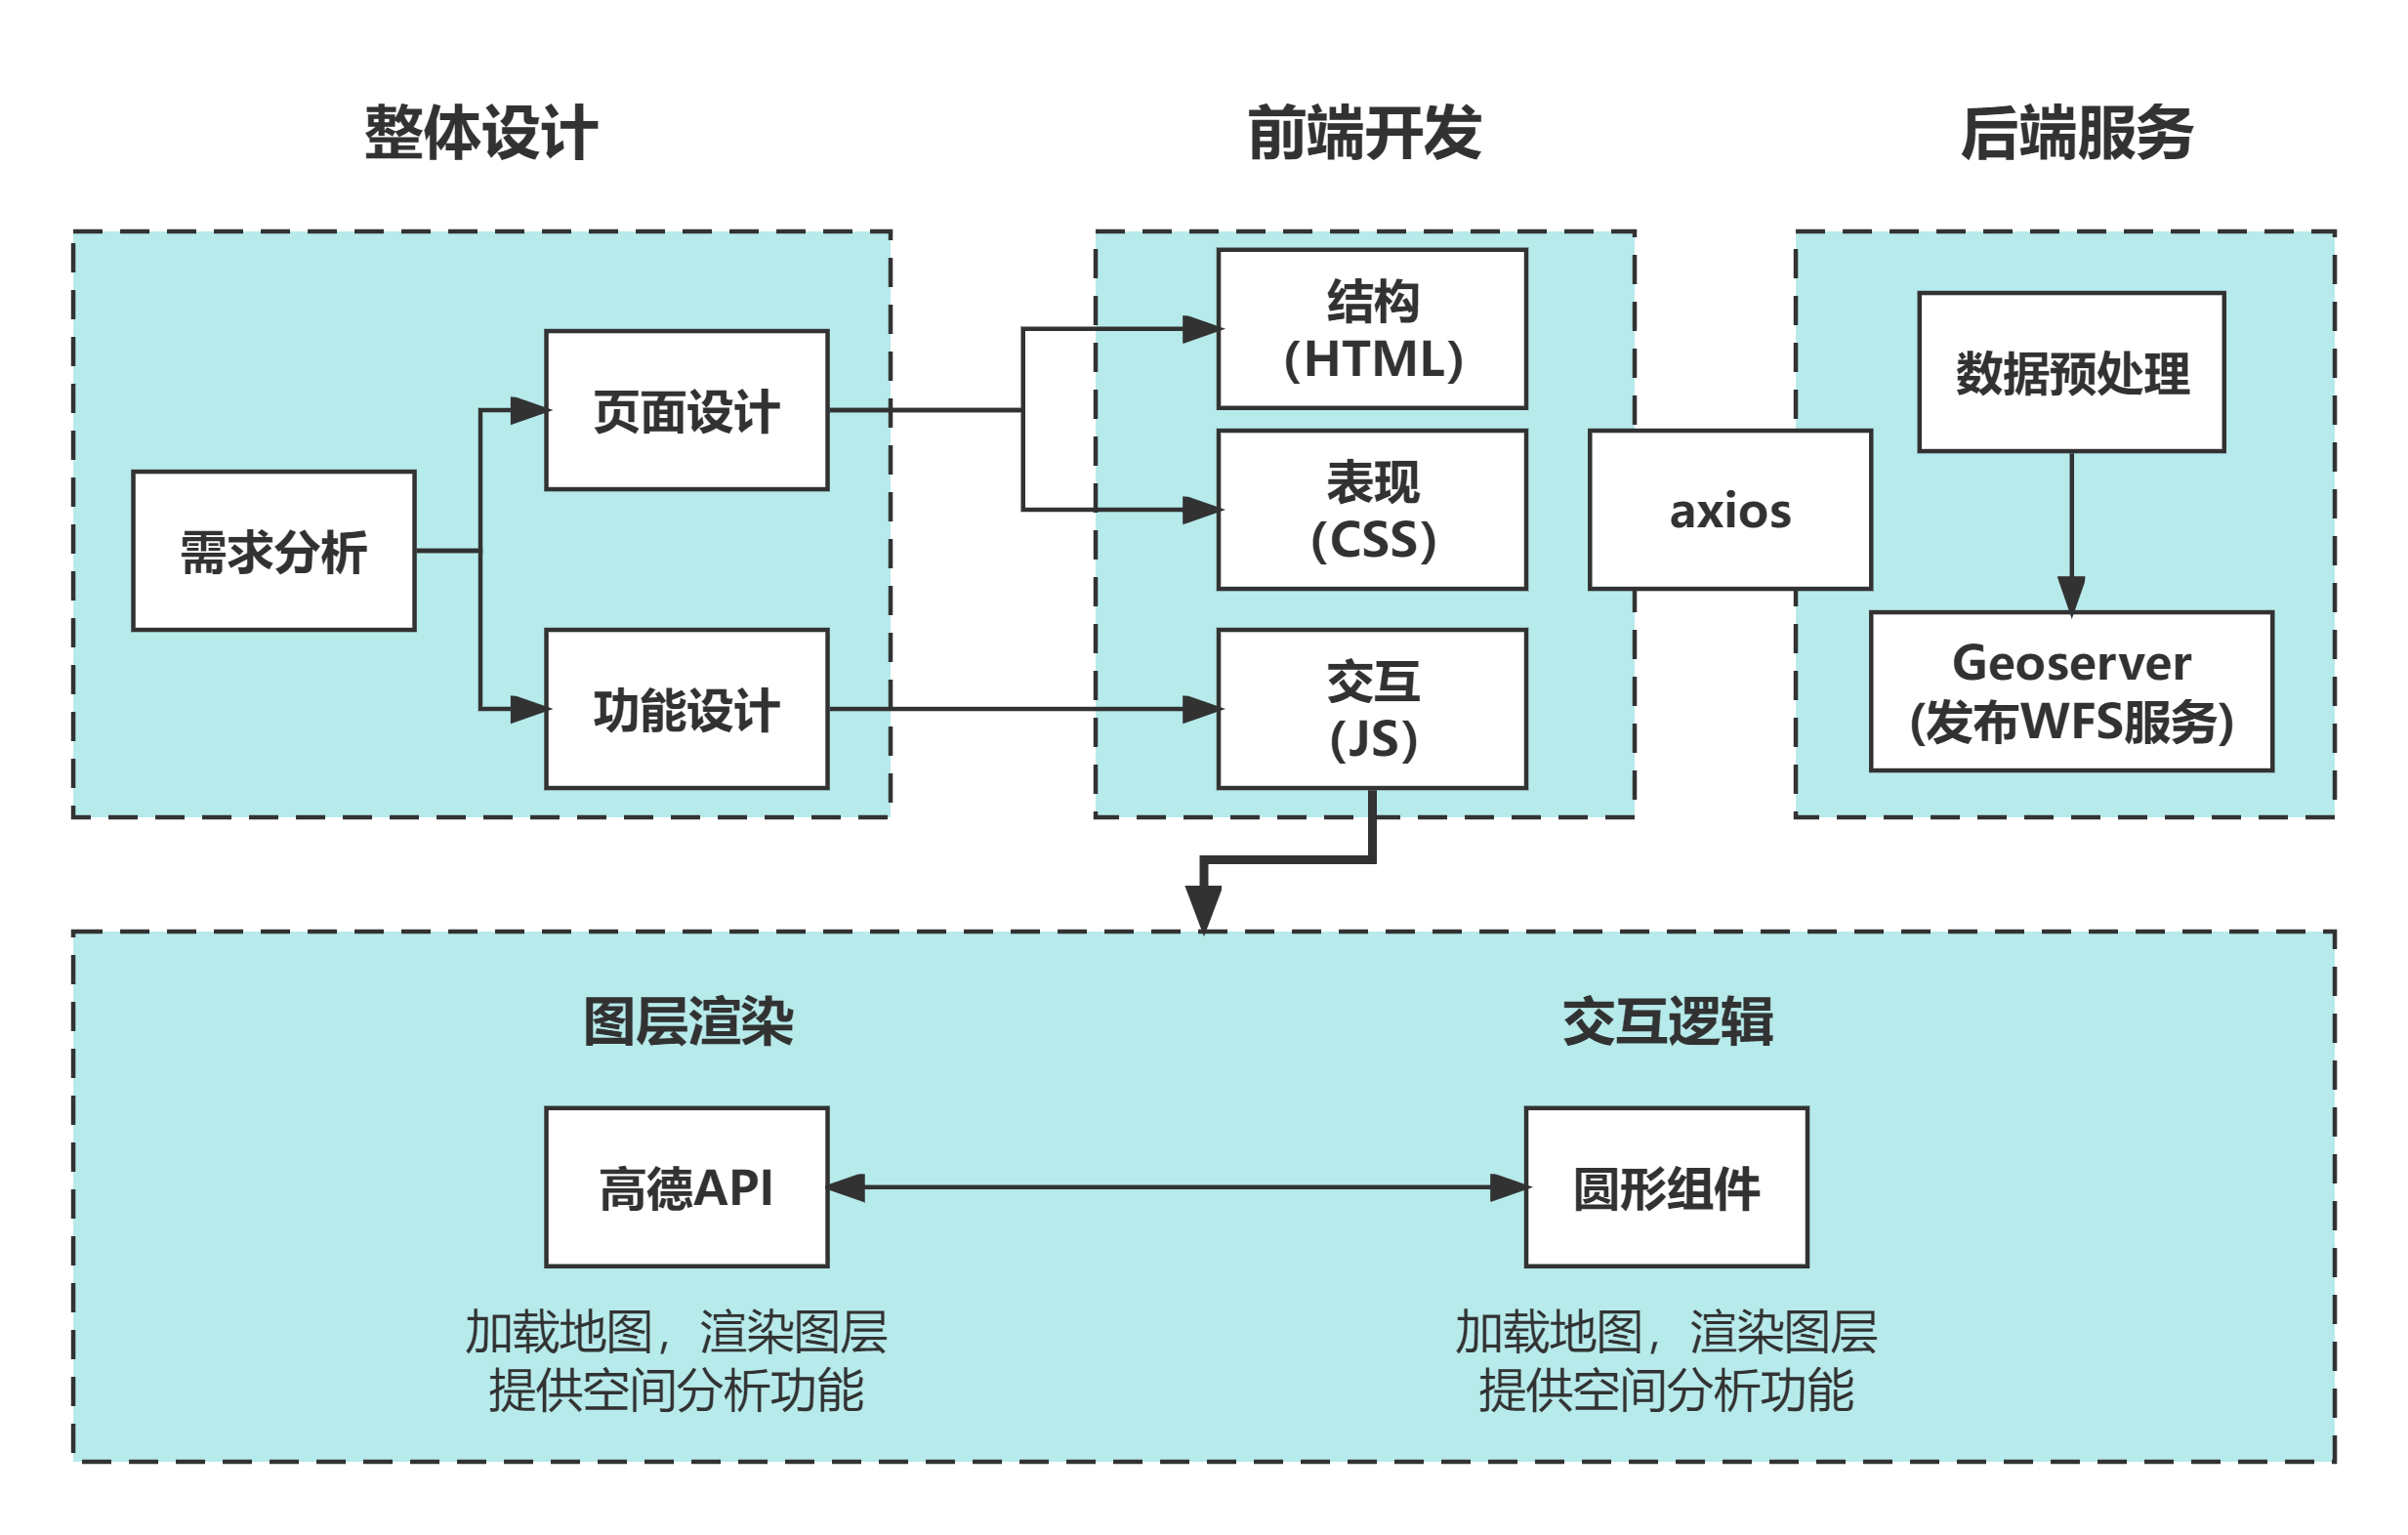 整体设计
前端开发
后端服务
需求分析
页面设计
功能设计
结构
（HTML）
表现
（CSS）
交互
（JS）
axios
数据预处理
Geoserver
(发布WFS服务)
图层渲染
交互逻辑
高德API
圆形组件
加载地图，渲染图层
提供空间分析功能
加载地图，渲染图层
提供空间分析功能